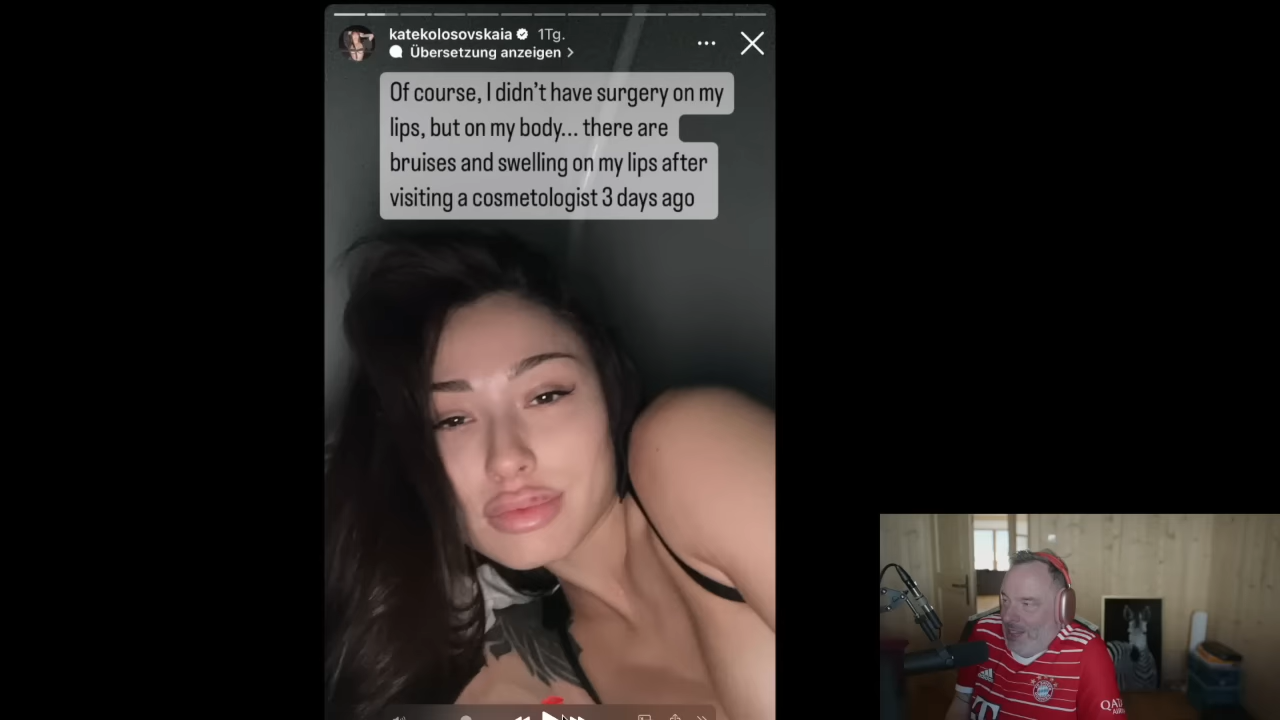 katekolosovskaia 1Tg.
Übersetzung anzeigen
Of course, I didn’t have surgery on my
lips, but on my body... there are
bruises and swelling on my lips after
visiting a cosmetologist 3 days ago